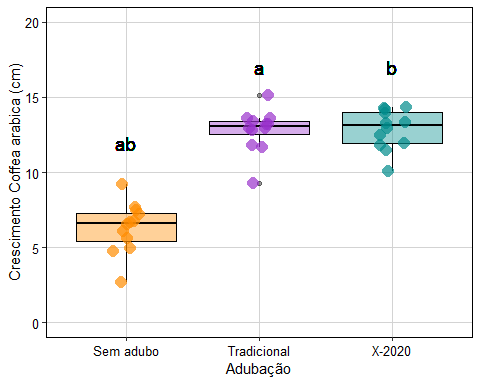 20
15
10
5
0
Crescimento Coffea arabica (cm)
ab
a
b
Sem adubo
Tradicional
X-2020
Adubação